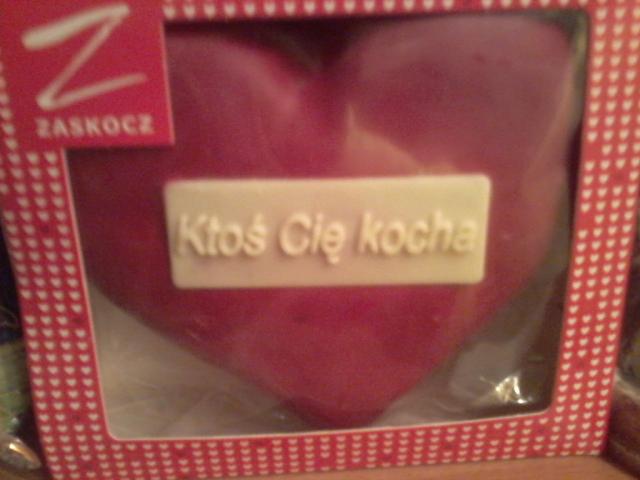 Z
ZASKOCZ
Ktoś Cię kocha